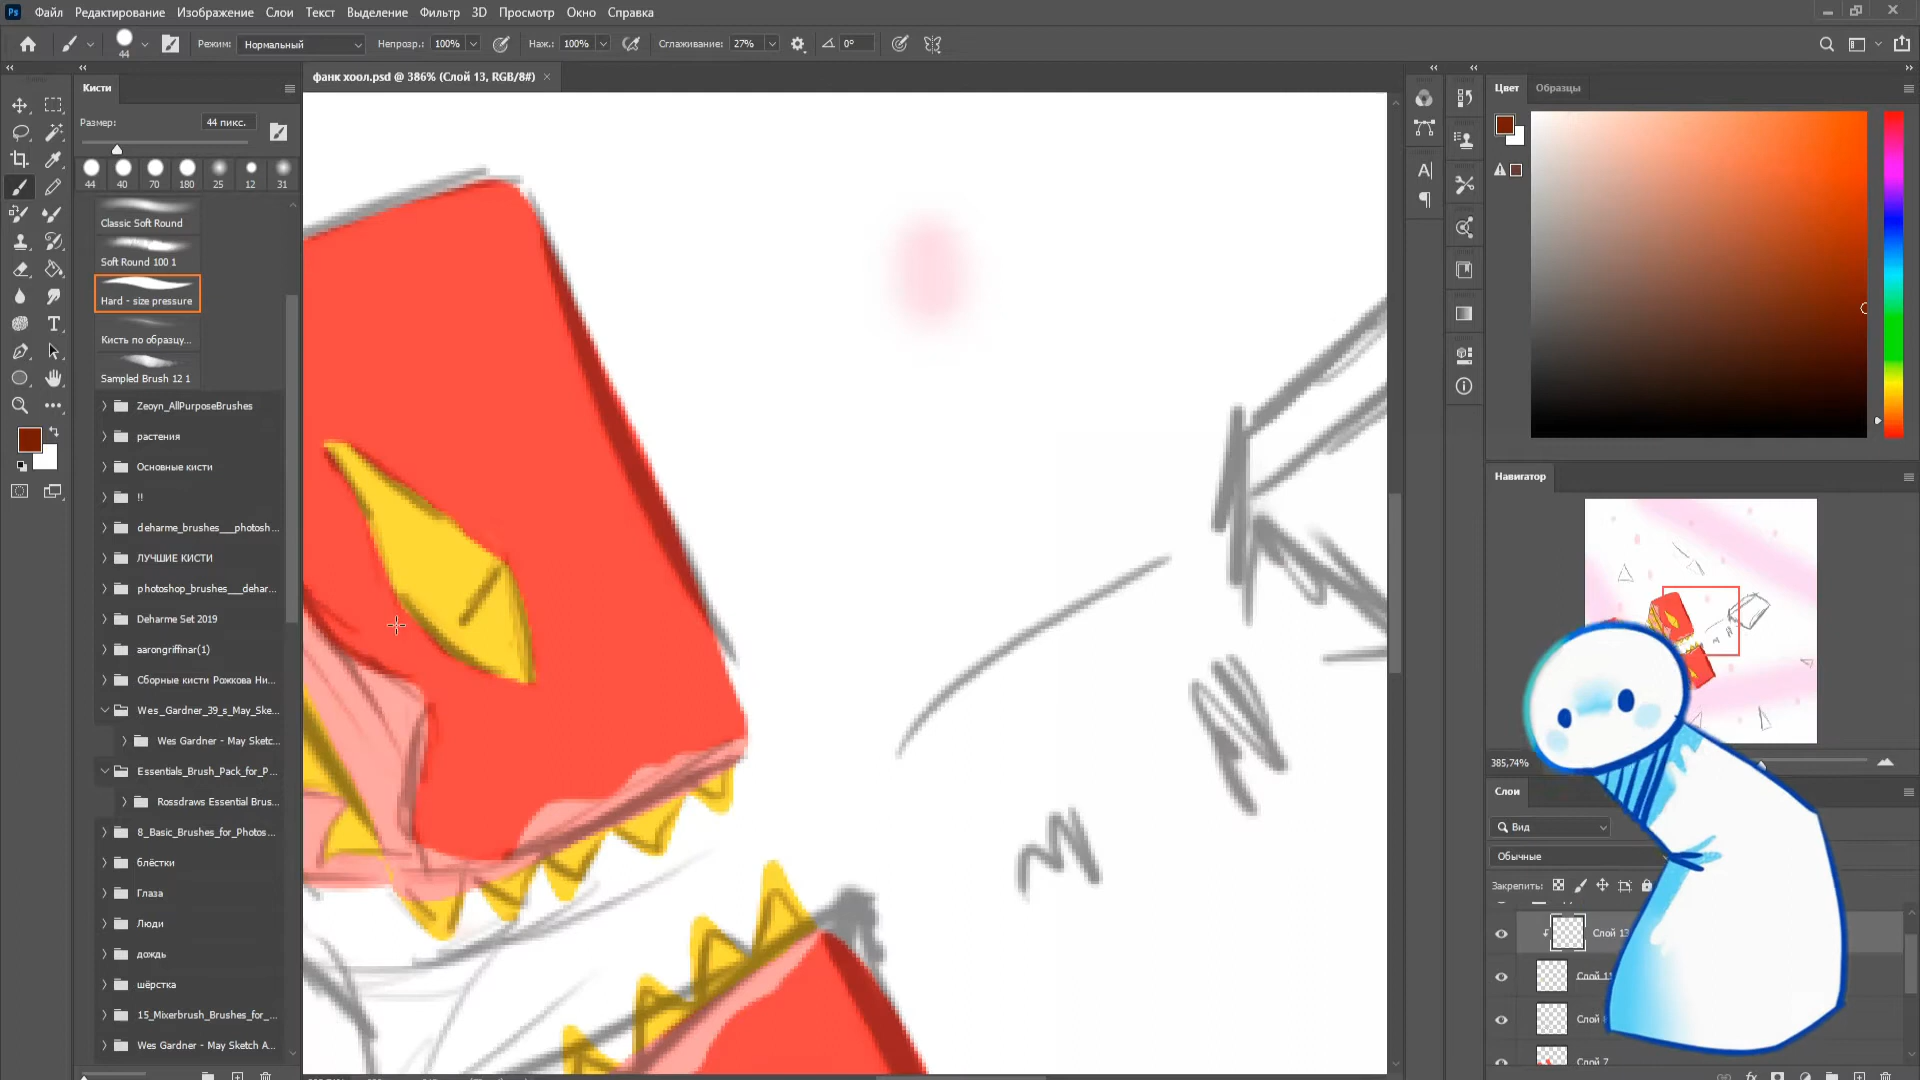 Ps Файл Редактирование Изображение Слои Текст Выделение Фильтр 3D Просмотр Окно Справка
44 Режим: Нормальный Непрозр.: 100% Наж.: 100% Сглаживание: 27% 0°
фанк хоол.psd @ 386% (Слой 13, RGB/8#)
Кисти
Размер: 44 пикс.
44 40 70 180 25 12 31
Classic Soft Round
Soft Round 100 1
Hard - size pressure
Кисть по образцу...
Sampled Brush 12 1
Zeoyn_AllPurposeBrushes
растения
Основные кисти
!!
deharme_brushes___photosh...
ЛУЧШИЕ КИСТИ
photoshop_brushes___dehar...
Deharme Set 2019
aarongriffinar(1)
Сборные кисти Рожкова Ни...
Wes_Gardner_39_s_May_Ske...
Wes Gardner - May Sketc...
Essentials_Brush_Pack_for_P...
Rossdraws Essential Brus...
8_Basic_Brushes_for_Photos...
блёстки
Глаза
Люди
дождь
шёрстка
15_Mixerbrush_Brushes_for_...
Wes Gardner - May Sketch A...
Цвет Образцы
Навигатор
385,74%
Слои
Вид
Обычные
Закрепить:
Слой 13
Слой 11
Слой
Слой 7